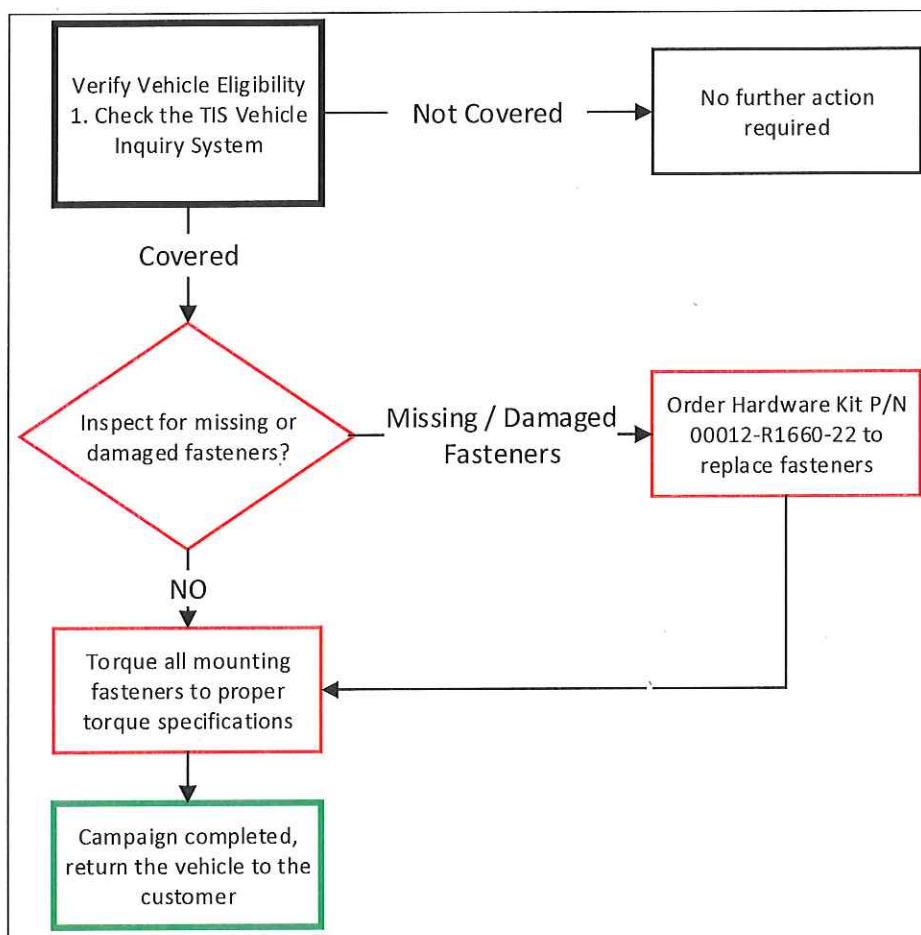 Verify Vehicle Eligibility
1. Check the TIS Vehicle
Inquiry System
Not Covered
No further action
required
Covered
Inspect for missing or
damaged fasteners?
Missing / Damaged
Fasteners
Order Hardware Kit P/N
00012-R1660-22 to
replace fasteners
NO
Torque all mounting
fasteners to proper
torque specifications
Campaign completed,
return the vehicle to the
customer